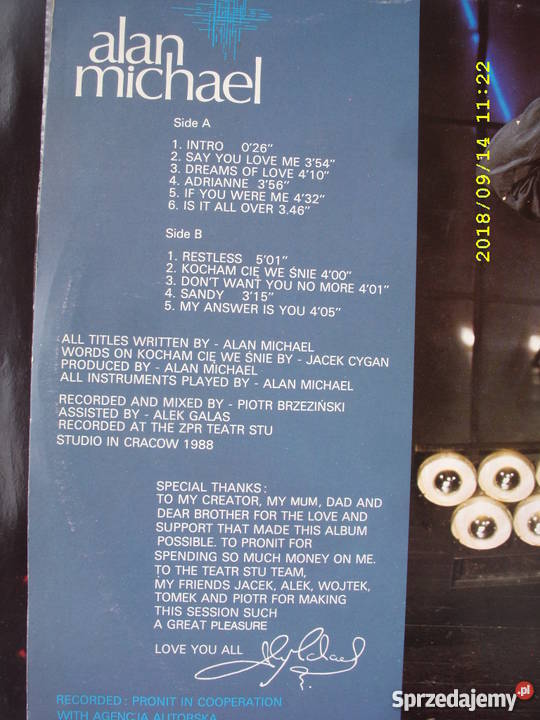 alan
michael
Side A
1. INTRO 0'26"
2. SAY YOU LOVE ME 3'54"
3. DREAMS OF LOVE 4'10"
4. ADRIANNE 3'56"
5. IF YOU WERE ME 4'32"
6. IS IT ALL OVER 3.46"
Side B
1. RESTLESS 5'01"
2. KOCHAM CIĘ WE ŚNIE 4'00"
3. DON'T WANT YOU NO MORE 4'01"
4. SANDY 3'15"
5. MY ANSWER IS YOU 4'05"
ALL TITLES WRITTEN BY - ALAN MICHAEL
WORDS ON KOCHAM CIĘ WE ŚNIE BY - JACEK CYGAN
PRODUCED BY - ALAN MICHAEL
ALL INSTRUMENTS PLAYED BY - ALAN MICHAEL
RECORDED AND MIXED BY - PIOTR BRZEZIŃSKI
ASSISTED BY - ALEK GALAS
RECORDED AT THE ZPR TEATR STU
STUDIO IN CRACOW 1988
SPECIAL THANKS:
TO MY CREATOR, MY MUM, DAD AND
DEAR BROTHER FOR THE LOVE AND
SUPPORT THAT MADE THIS ALBUM
POSSIBLE. TO PRONIT FOR
SPENDING SO MUCH MONEY ON ME.
TO THE TEATR STU TEAM,
MY FRIENDS JACEK, ALEK, WOJTEK,
TOMEK AND PIOTR FOR MAKING
THIS SESSION SUCH
A GREAT PLEASURE
LOVE YOU ALL
RECORDED: PRONIT IN COOPERATION
WITH AGENCJA AUTORSKA
2018/09/14 11:22
Sprzedajemy.pl